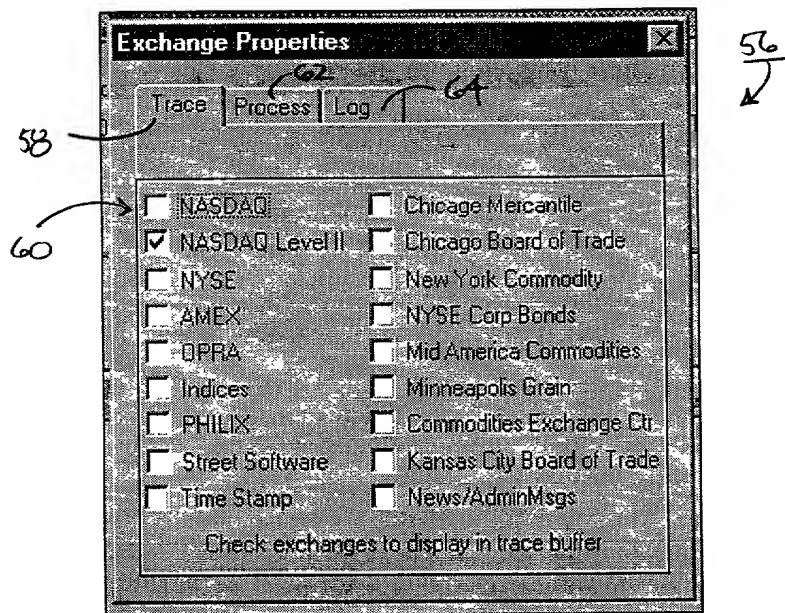 Exchange Properties
56
62
Trace Process Log 64
58
60
NASDAQ Chicago Mercantile
NASDAQ Level II Chicago Board of Trade
NYSE New York Commodity
AMEX NYSE Corp Bonds
OPRA Mid America Commodities
Indices Minneapolis Grain
PHILIX Commodities Exchange Ctr.
Street Software Kansas City Board of Trade
Time Stamp News/AdminMsgs
Check exchanges to display in trace buffer